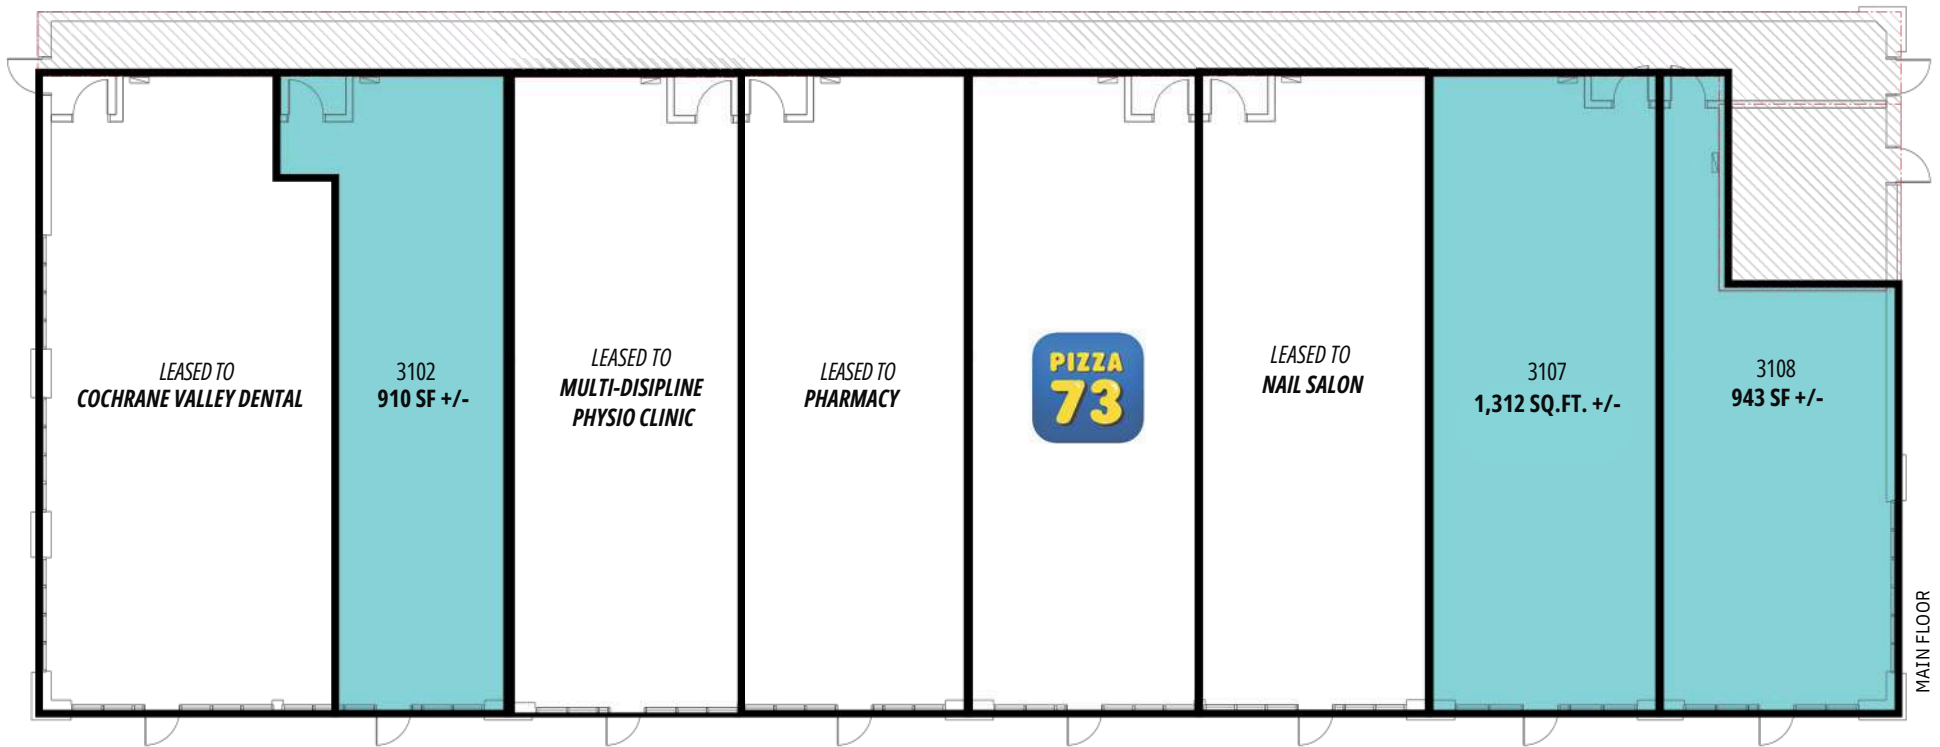 LEASED TO
COCHRANE VALLEY DENTAL
3102
910 SF +/-
LEASED TO
MULTI-DISIPLINE
PHYSIO CLINIC
LEASED TO
PHARMACY
PIZZA
73
LEASED TO
NAIL SALON
3107
1,312 SQ.FT. +/-
3108
943 SF +/-
MAIN FLOOR